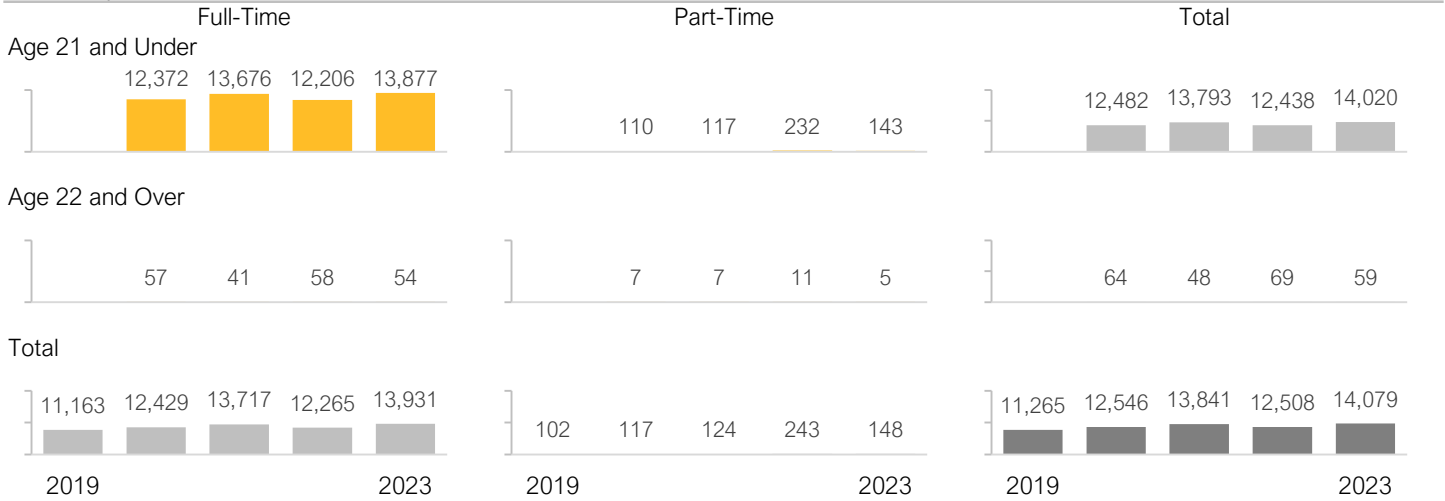 Full-Time Part-Time Total
Age 21 and Under
12,372 13,676 12,206 13,877 110 117 232 143 12,482 13,793 12,438 14,020
Age 22 and Over
57 41 58 54 7 7 11 5 64 48 69 59
Total
11,163 12,429 13,717 12,265 13,931 102 117 124 243 148 11,265 12,546 13,841 12,508 14,079
2019 2023 2019 2023 2019 2023